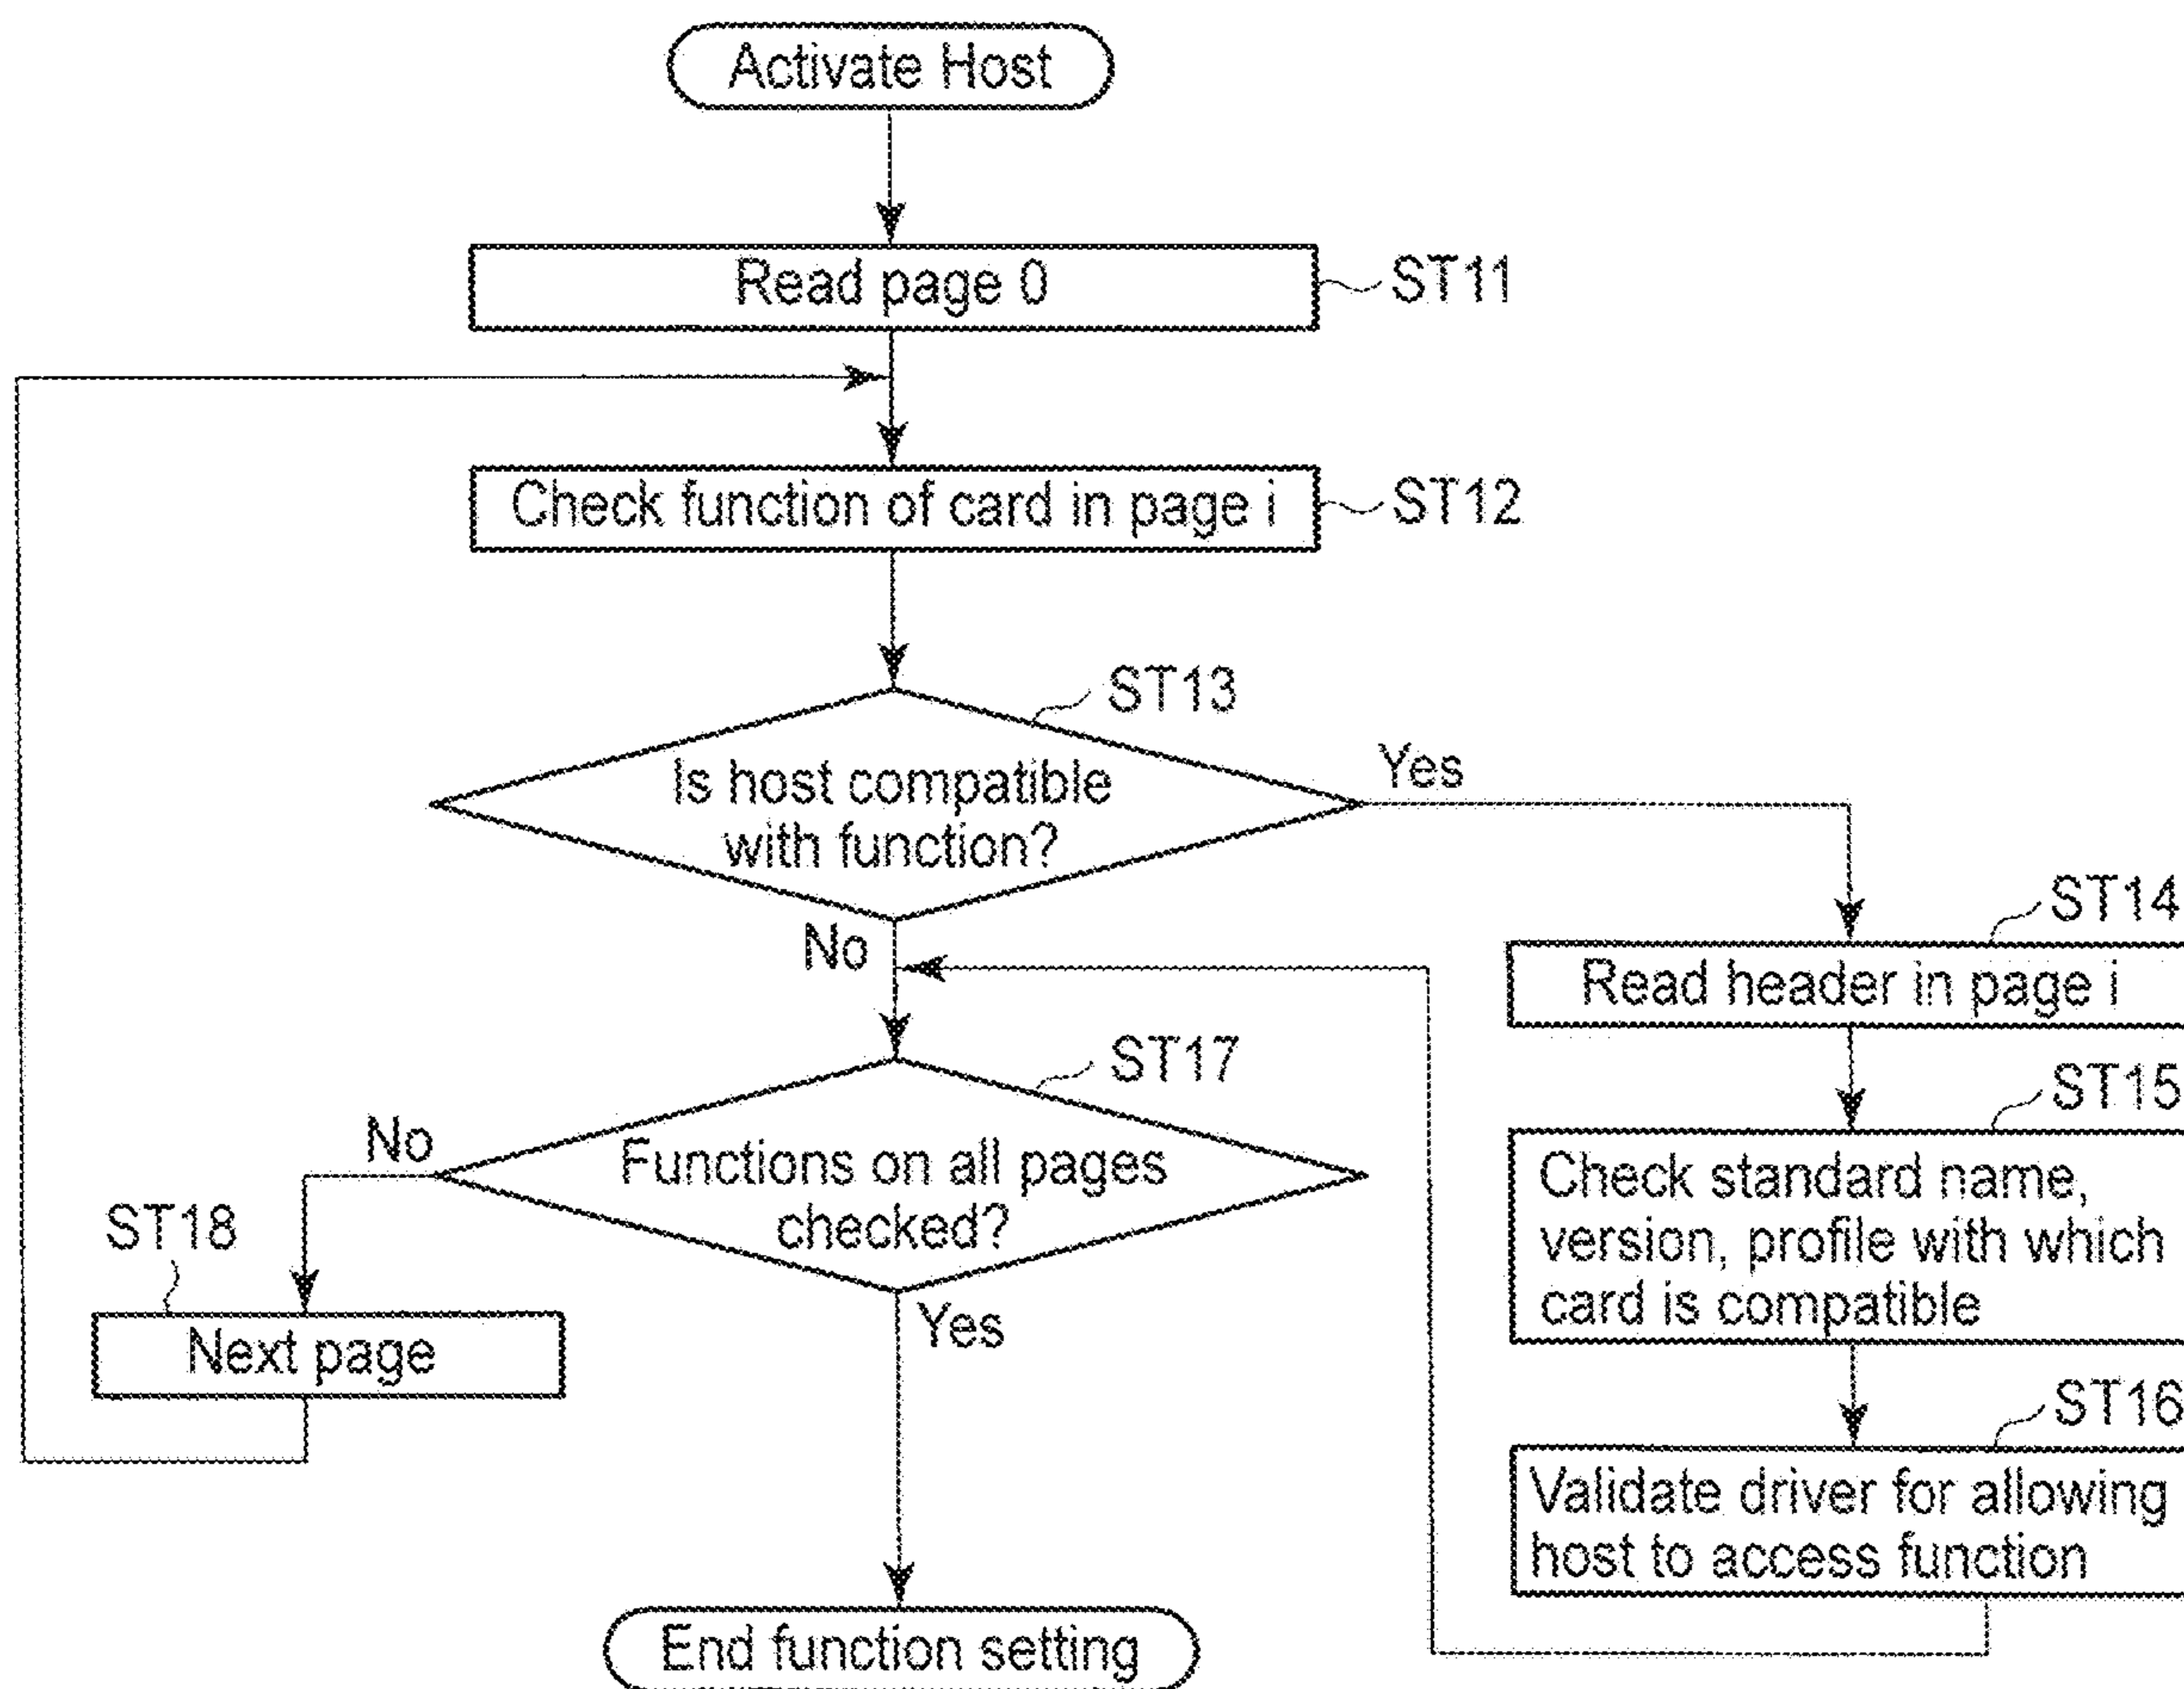 Activate Host
Read page 0
ST11
Check function of card in page i
ST12
ST13
Is host compatible
with function?
Yes
No
ST14
Read header in page i
ST15
Check standard name,
version, profile with which
card is compatible
ST16
Validate driver for allowing
host to access function
ST17
Functions on all pages
checked?
No
Yes
ST18
Next page
End function setting